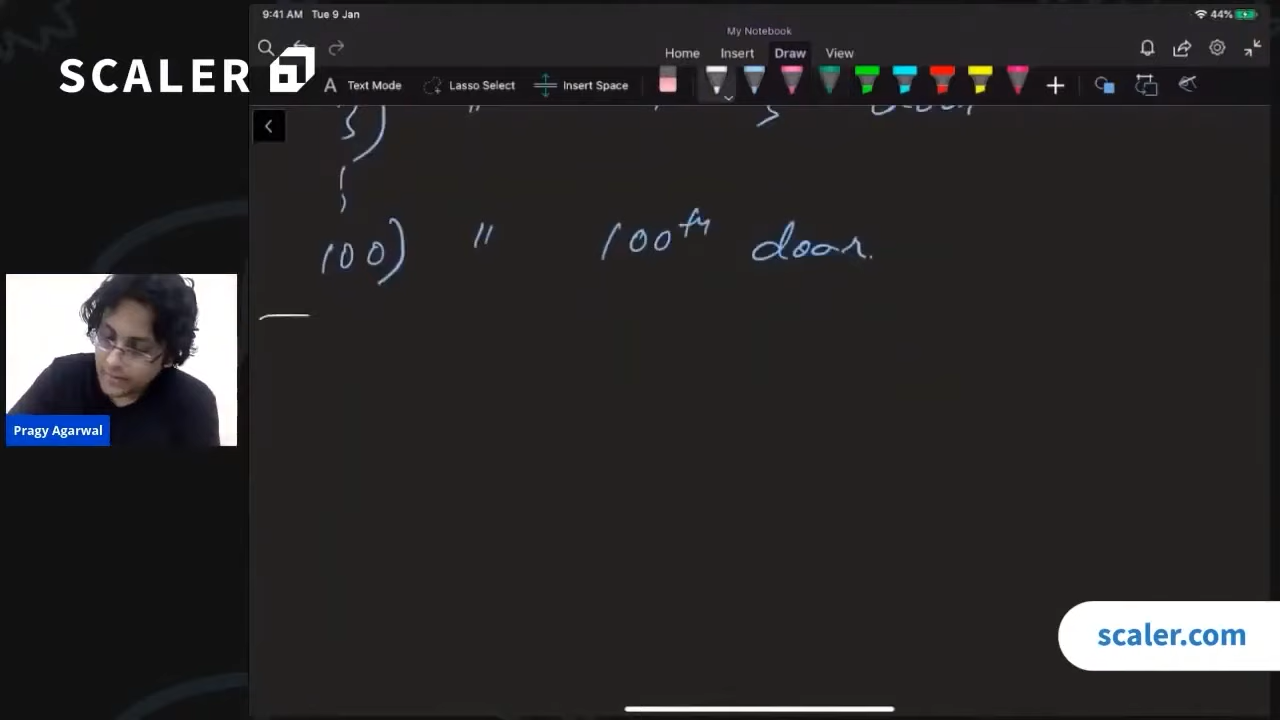 9:41 AM Tue 9 Jan
44%
My Notebook
SCALER
Home Insert Draw View
A Text Mode Lasso Select Insert Space
3) " door
100) " 100th door.
Pragy Agarwal
scaler.com